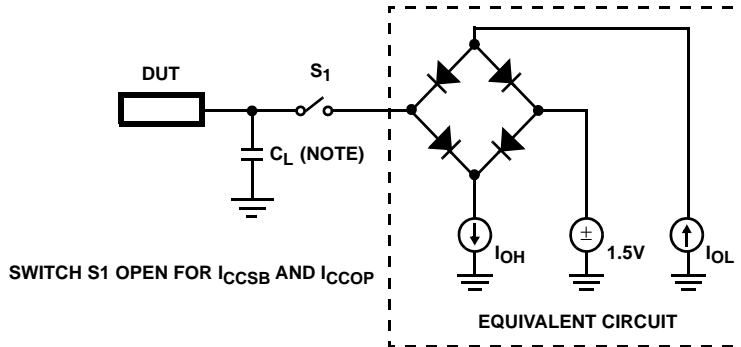 DUT
S1
CL (NOTE)
IOH
±
1.5V
IOL
SWITCH S1 OPEN FOR ICCSB AND ICCOP
EQUIVALENT CIRCUIT